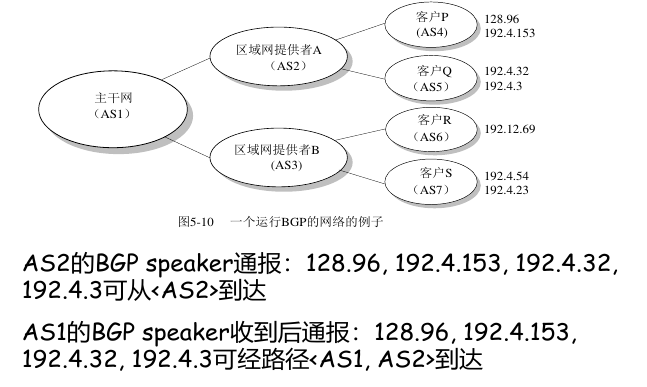 客户P
(AS4)
128.96
192.4.153
区域网提供者A
（AS2）
客户Q
（AS5）
192.4.32
192.4.3
主干网
（AS1）
客户R
（AS6）
192.12.69
区域网提供者B
(AS3)
客户S
（AS7）
192.4.54
192.4.23
图5-10 一个运行BGP的网络的例子
AS2的BGP speaker通报：128.96, 192.4.153, 192.4.32,
192.4.3可从<AS2>到达
AS1的BGP speaker收到后通报：128.96, 192.4.153,
192.4.32, 192.4.3可经路径<AS1, AS2>到达